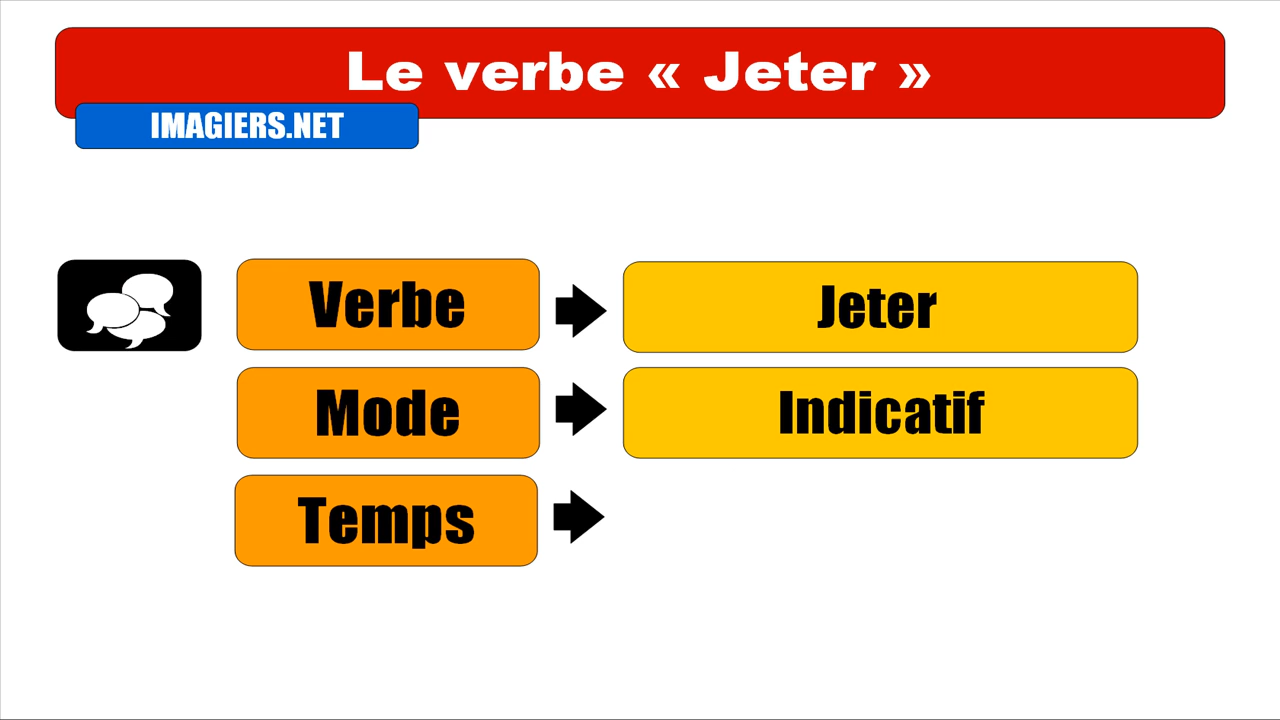 Le verbe « Jeter »
IMAGIERS.NET
Verbe
Jeter
Mode
Indicatif
Temps